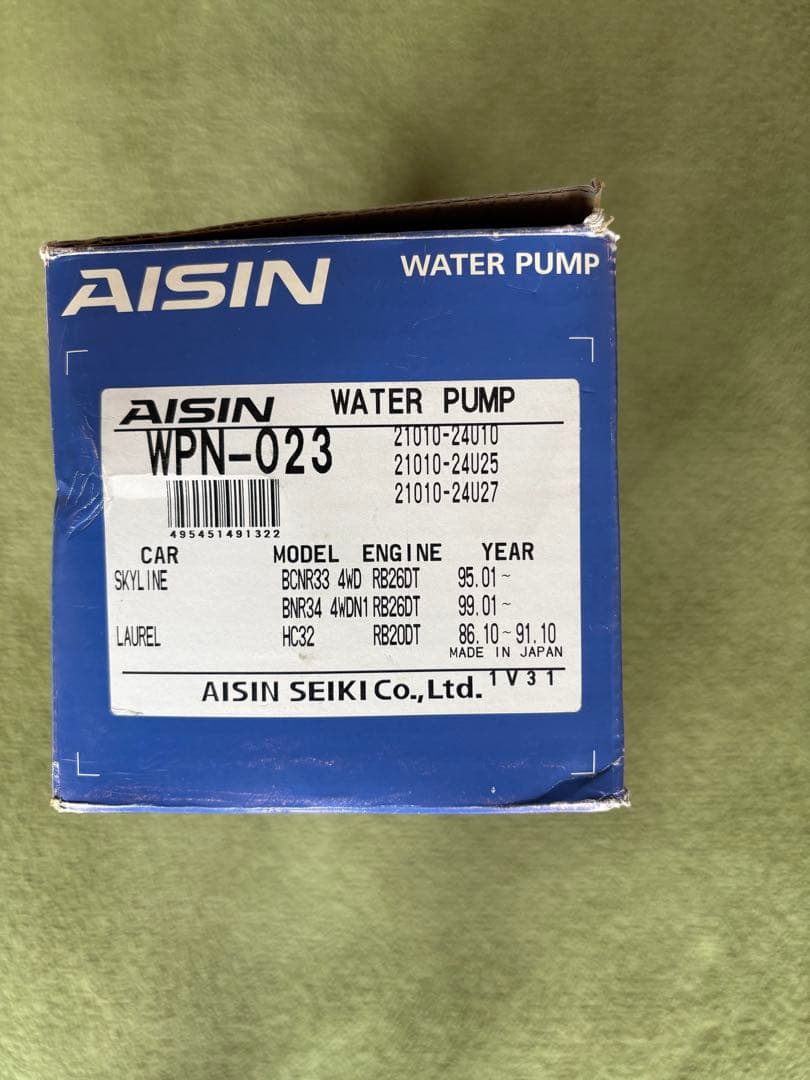 AISIN WATER PUMP
AISIN WATER PUMP
WPN-023 21010-24U10
21010-24U25
21010-24U27
495451491322
CAR MODEL ENGINE YEAR
SKYLINE BCNR33 4WD RB26DT 95.01~
BNR34 4WDN1 RB26DT 99.01~
LAUREL HC32 RB20DT 86.10~91.10
MADE IN JAPAN
AISIN SEIKI Co.,Ltd. 1V31